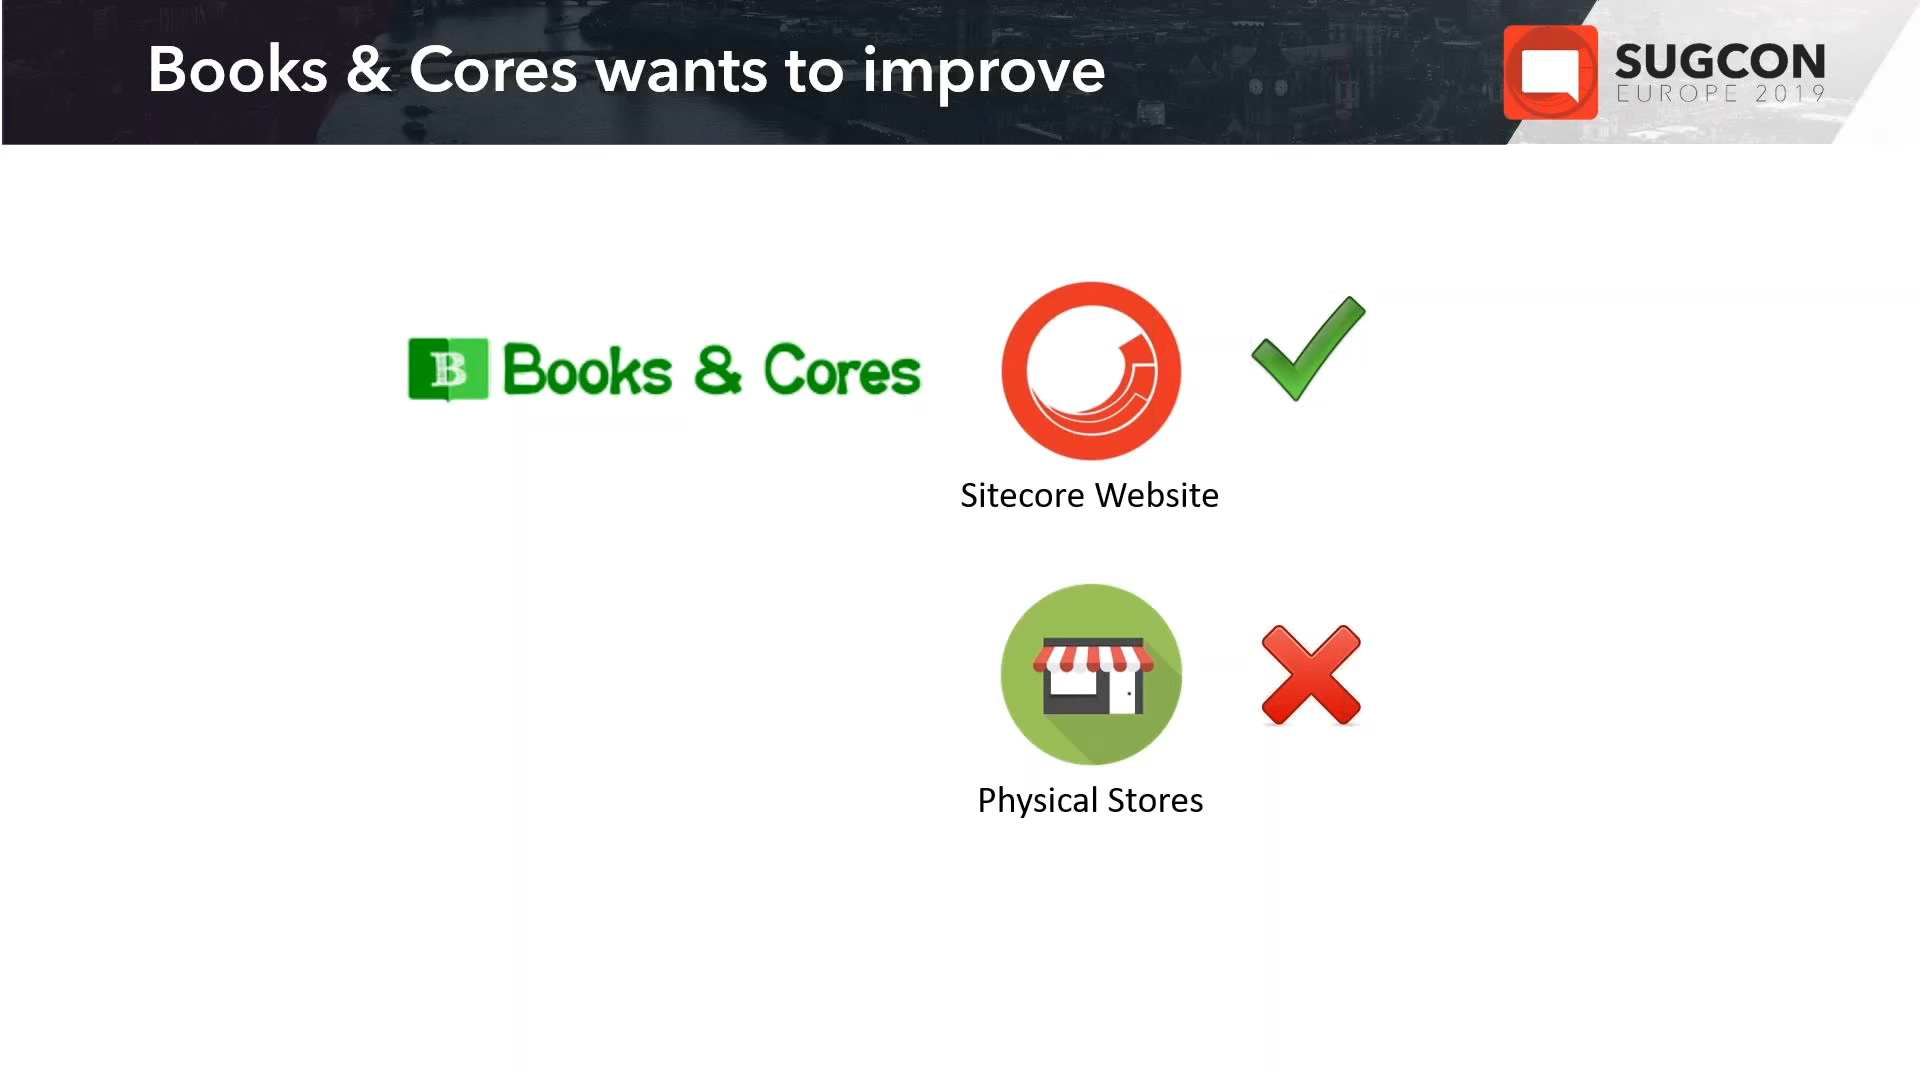 Books & Cores wants to improve
SUGCON
EUROPE 2019
B Books & Cores
Sitecore Website
Physical Stores